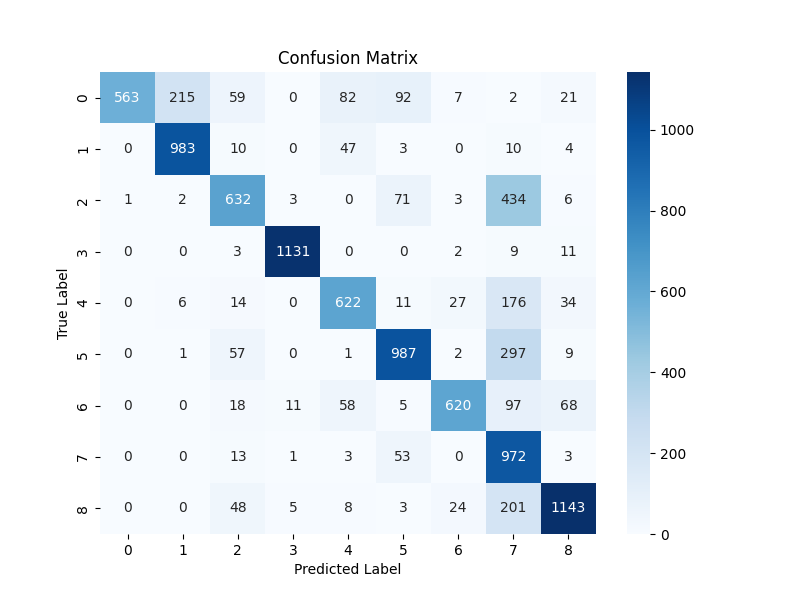 Confusion Matrix
0 563 215 59 0 82 92 7 2 21
1 0 983 10 0 47 3 0 10 4
2 1 2 632 3 0 71 3 434 6
3 0 0 3 1131 0 0 2 9 11
4 0 6 14 0 622 11 27 176 34
5 0 1 57 0 1 987 2 297 9
6 0 0 18 11 58 5 620 97 68
7 0 0 13 1 3 53 0 972 3
8 0 0 48 5 8 3 24 201 1143
0 1 2 3 4 5 6 7 8
Predicted Label
True Label
1000
800
600
400
200
0